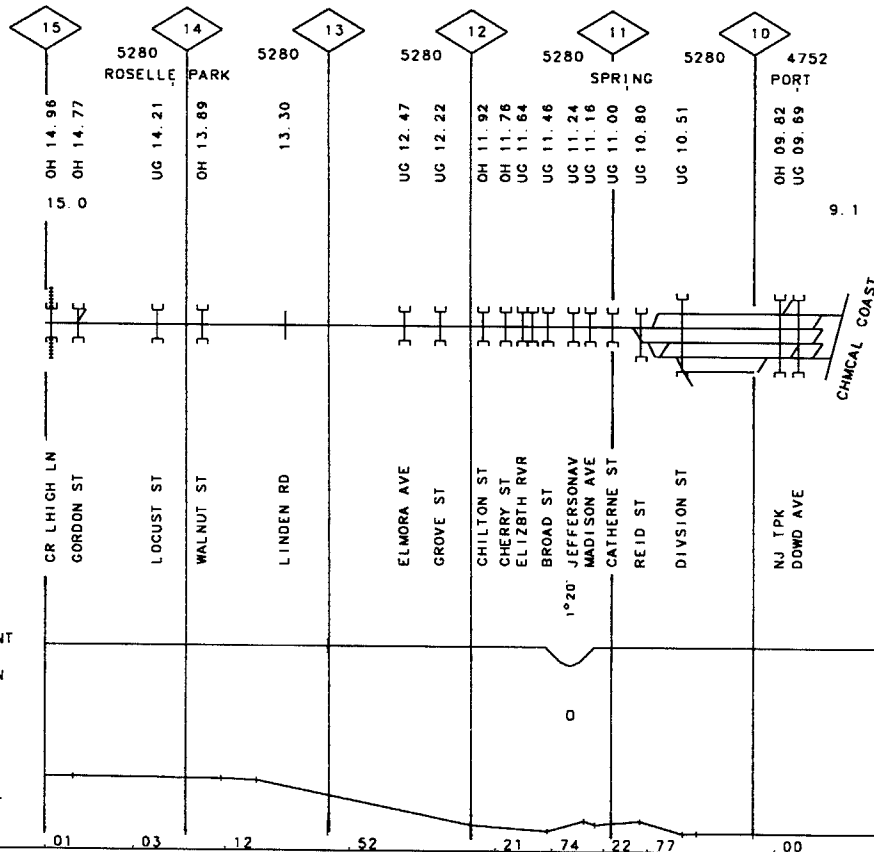 15 14 13 12 11 10
5280 5280 5280 5280 5280 4752
ROSELLE PARK SPRING PORT
OH 14.96
OH 14.77
UG 14.21
OH 13.89
13.30
UG 12.47
UG 12.22
OH 11.92
OH 11.76
UG 11.64
UG 11.46
UG 11.24
UG 11.16
UG 11.00
UG 10.80
UG 10.51
OH 09.82
UG 09.69
15.0 9.1
CHMCAL COAST
CR LHIGH LN
GORDON ST
LOCUST ST
WALNUT ST
LINDEN RD
ELMORA AVE
GROVE ST
CHILTON ST
CHERRY ST
ELIZBTH RVR
BROAD ST
JEFFERSONAV
MADISON AVE
CATHERNE ST
REID ST
DIVSION ST
NJ TPK
DOWD AVE
1°20'
NT
N
0
.01 .03 .12 .52 .21 .74 .22 .77 .00